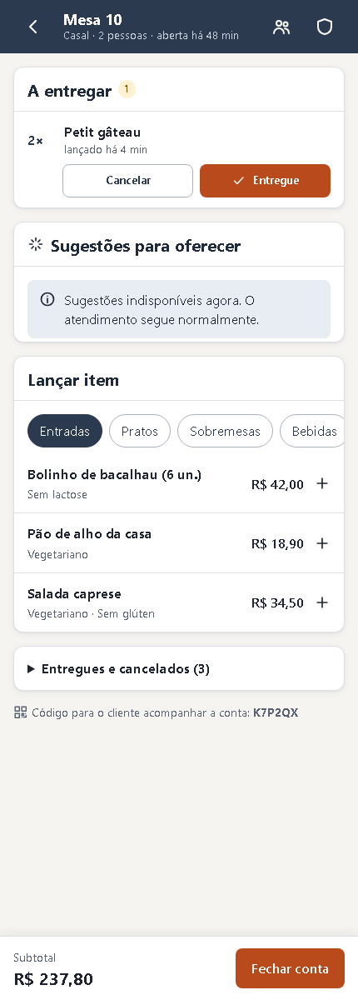 Mesa 10
Casal · 2 pessoas · aberta há 48 min
A entregar 1
2×
Petit gâteau
lançado há 4 min
Cancelar
Entregue
Sugestões para oferecer
Sugestões indisponíveis agora. O
atendimento segue normalmente.
Lançar item
Entradas
Pratos
Sobremesas
Bebidas
Bolinho de bacalhau (6 un.)
Sem lactose
R$ 42,00
Pão de alho da casa
Vegetariano
R$ 18,90
Salada caprese
Vegetariano · Sem glúten
R$ 34,50
Entregues e cancelados (3)
Código para o cliente acompanhar a conta: K7P2QX
Subtotal
R$ 237,80
Fechar conta